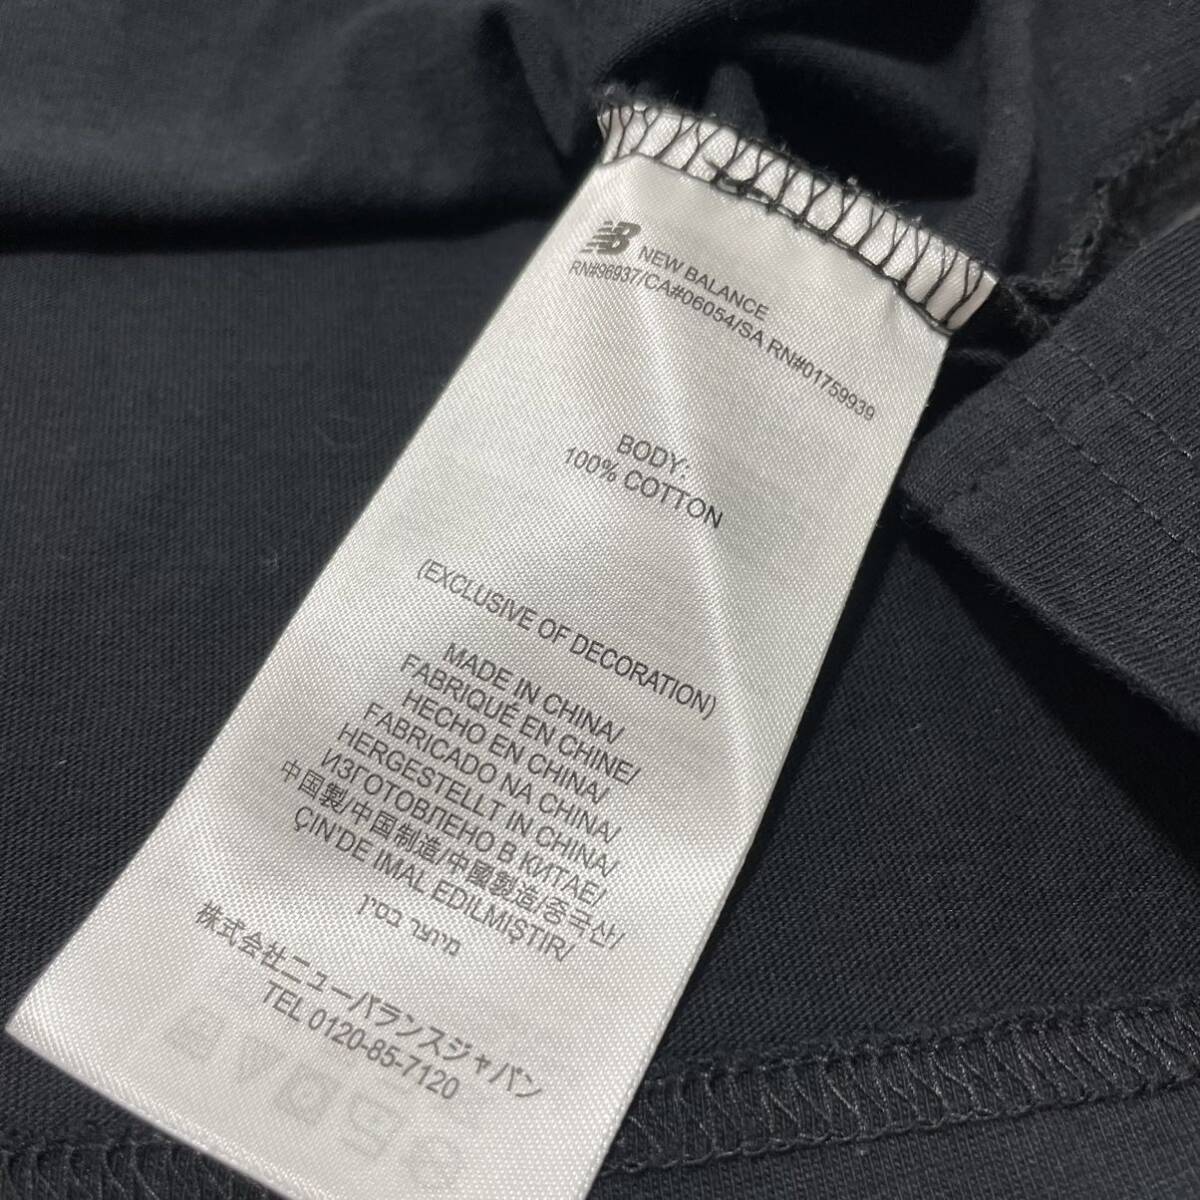 NB NEW BALANCE
RN#96937/CA#06054/SA RN#01759939
BODY:
100% COTTON
(EXCLUSIVE OF DECORATION)
MADE IN CHINA/
FABRIQUÉ EN CHINE/
HECHO EN CHINA/
FABRICADO NA CHINA/
HERGESTELLT IN CHINA/
ИЗГОТОВЛЕНО В КИТАЕ/
中国製/中国制造/中國製造/중국산/
ÇIN'DE IMAL EDILMIŞTIR/
מיוצר בסין
株式会社ニューバランスジャパン
TEL 0120-85-7120